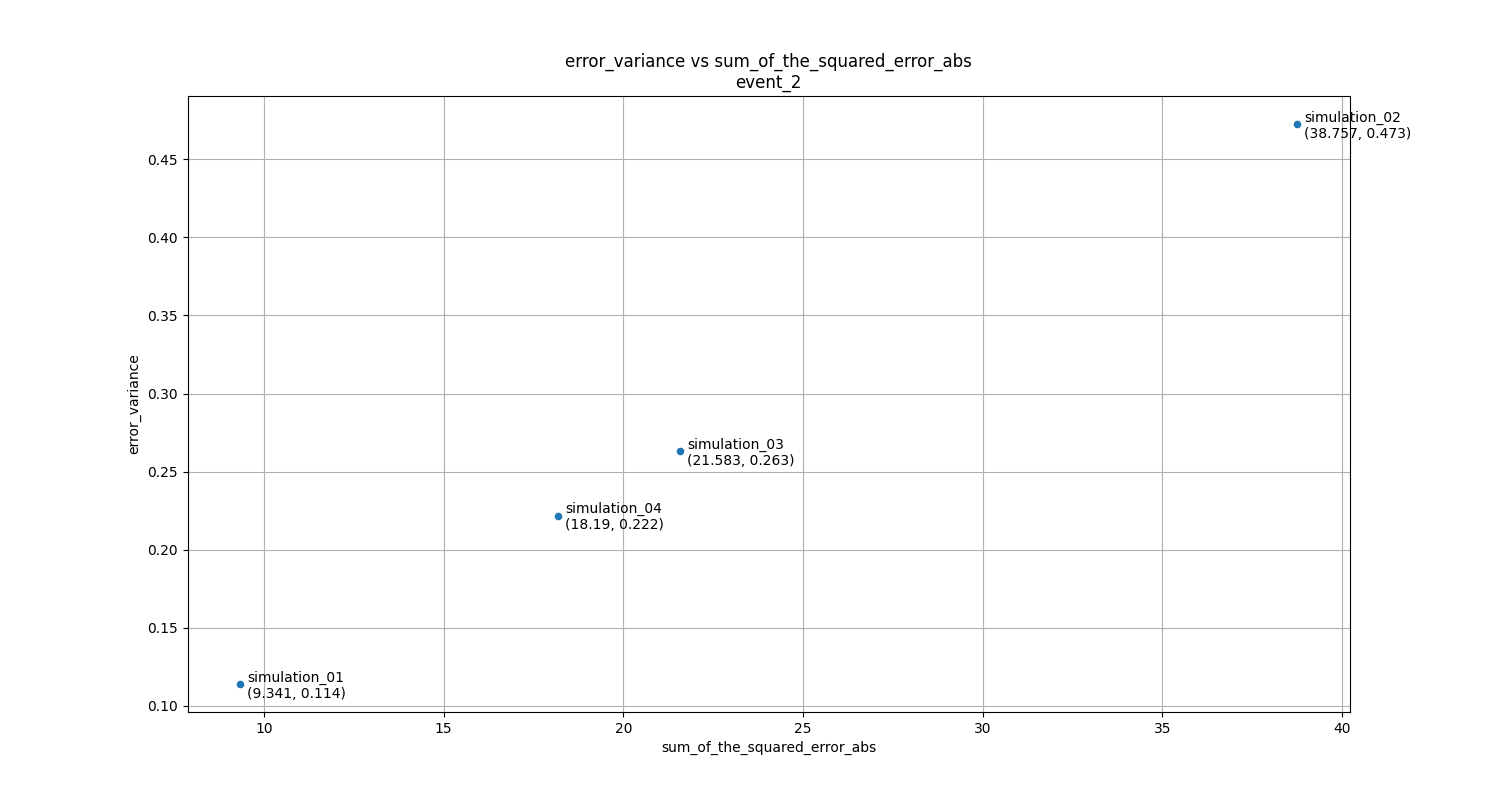 error_variance vs sum_of_the_squared_error_abs
event_2
simulation_02
(38.757, 0.473)
0.45
0.40
0.35
0.30
simulation_03
(21.583, 0.263)
0.25
simulation_04
(18.19, 0.222)
0.20
0.15
simulation_01
(9.341, 0.114)
0.10
error_variance
10 15 20 25 30 35 40
sum_of_the_squared_error_abs